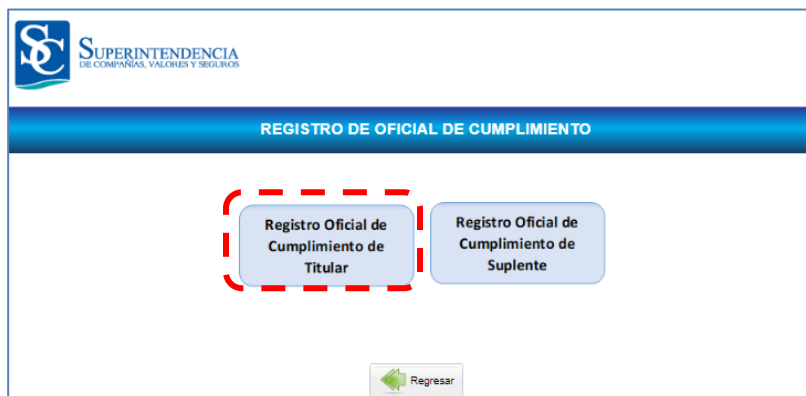 SC
SUPERINTENDENCIA
DE COMPAÑÍAS, VALORES Y SEGUROS
REGISTRO DE OFICIAL DE CUMPLIMIENTO
Registro Oficial de
Cumplimiento de
Titular
Registro Oficial de
Cumplimiento de
Suplente
Regresar